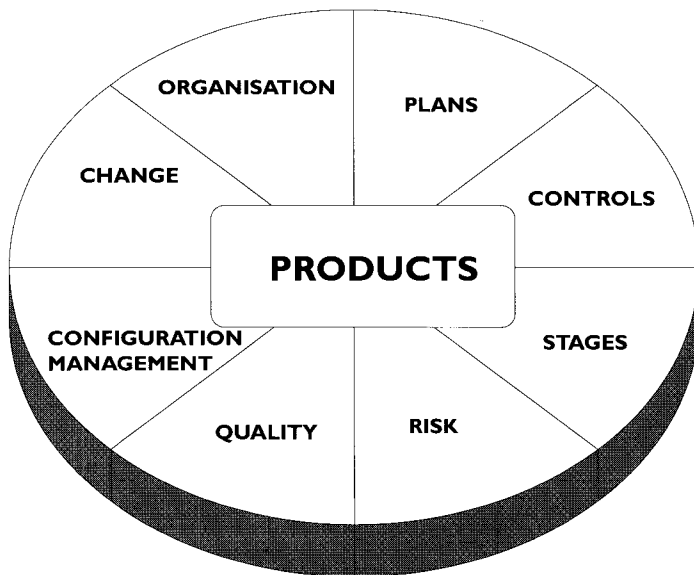 ORGANISATION
PLANS
CHANGE
CONTROLS
PRODUCTS
CONFIGURATION
MANAGEMENT
STAGES
QUALITY
RISK